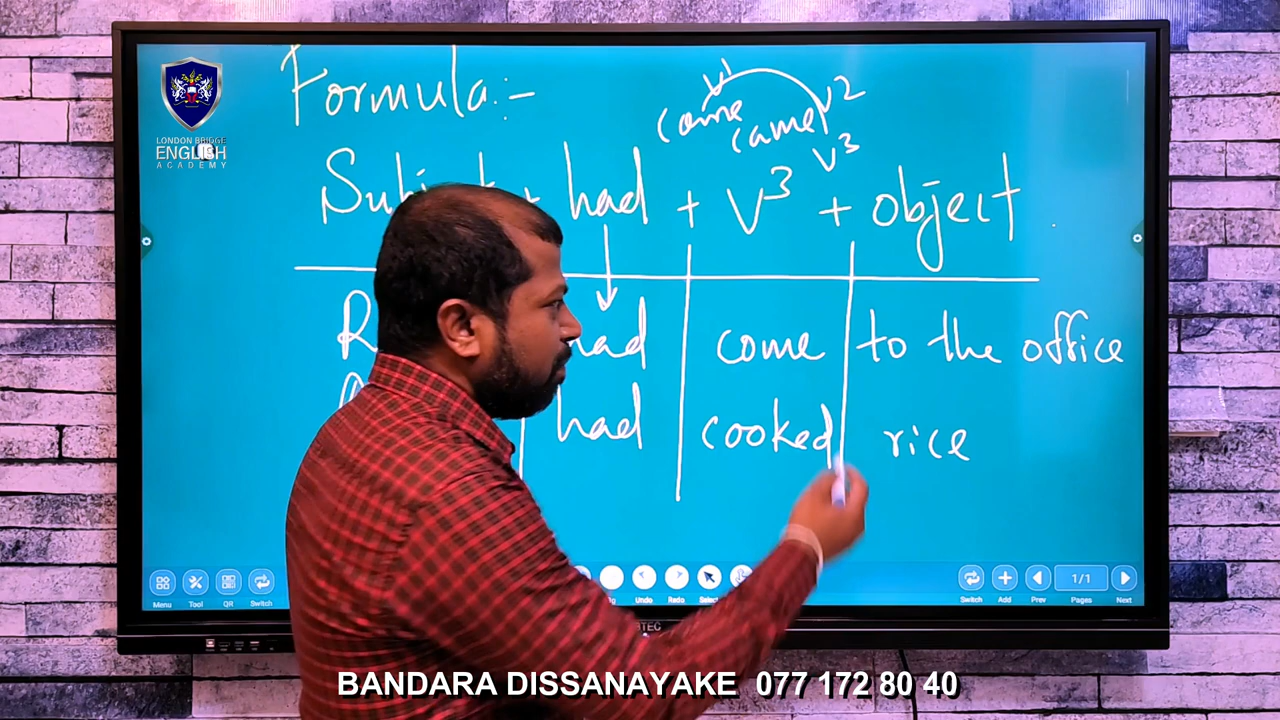 Formula:-
V1
come
came
V2
V3
LONDON BRIDGE
ENGLISH
ACADEMY
+ had + V3 + object
had come to the office
had cooked rice
Menu Tool QR Switch
Undo Redo Select
Switch Add Prev 1/1 Pages Next
BANDARA DISSANAYAKE 077 172 80 40